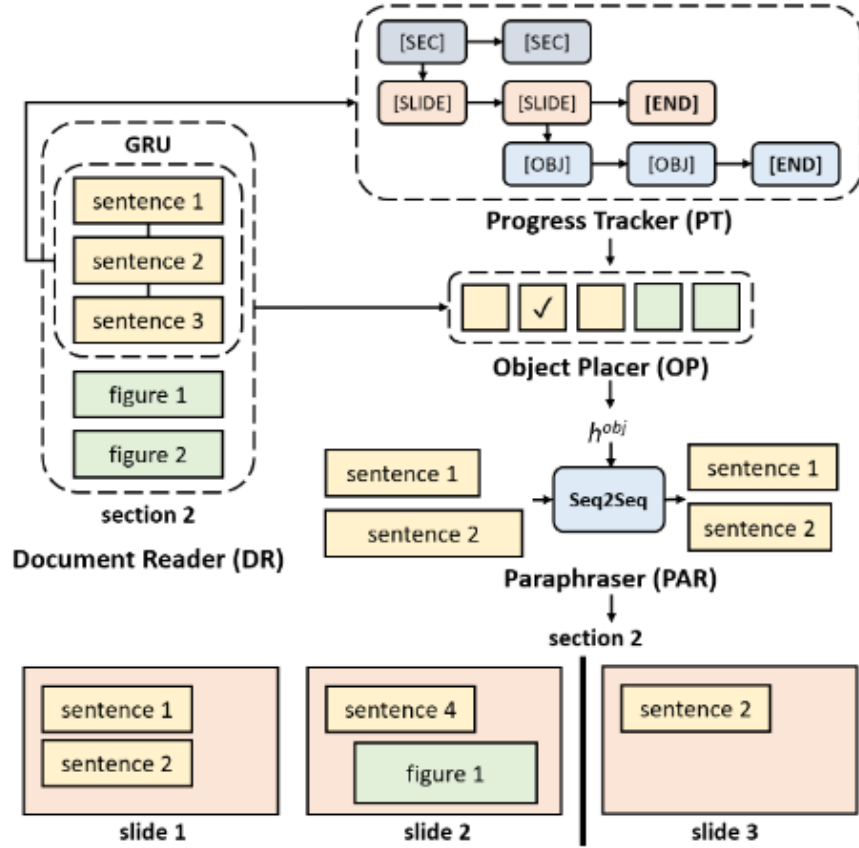 [SEC] [SEC]
[SLIDE] [SLIDE] [END]
[OBJ] [OBJ] [END]
Progress Tracker (PT)
GRU
sentence 1
sentence 2
sentence 3
figure 1
figure 2
section 2
Document Reader (DR)
✓
Object Placer (OP)
h^obj
sentence 1
sentence 2
Seq2Seq
sentence 1
sentence 2
Paraphraser (PAR)
section 2
sentence 1
sentence 2
slide 1
sentence 4
figure 1
slide 2
sentence 2
slide 3